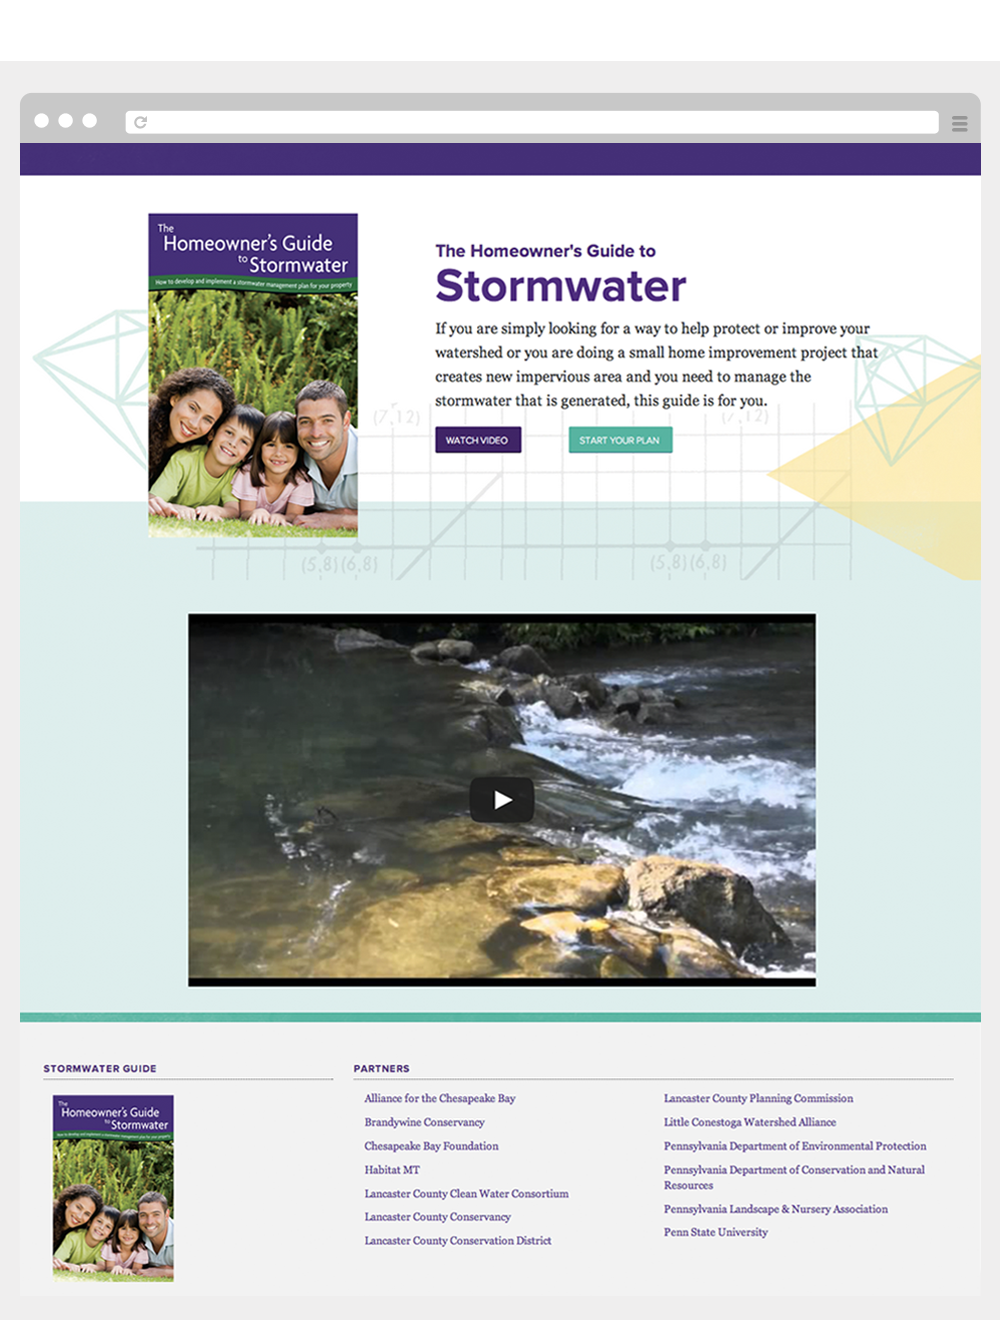 The
Homeowner's Guide
to Stormwater
How to develop and implement a stormwater management plan for your property
The Homeowner's Guide to
Stormwater
If you are simply looking for a way to help protect or improve your
watershed or you are doing a small home improvement project that
creates new impervious area and you need to manage the
stormwater that is generated, this guide is for you.
(7,12)
(7,12)
WATCH VIDEO
START YOUR PLAN
(5,8)(6,8)
(5,8)(6,8)
STORMWATER GUIDE
The
Homeowner's Guide
to Stormwater
How to develop and implement a stormwater management plan for your property
PARTNERS
Alliance for the Chesapeake Bay
Brandywine Conservancy
Chesapeake Bay Foundation
Habitat MT
Lancaster County Clean Water Consortium
Lancaster County Conservancy
Lancaster County Conservation District
Lancaster County Planning Commission
Little Conestoga Watershed Alliance
Pennsylvania Department of Environmental Protection
Pennsylvania Department of Conservation and Natural
Resources
Pennsylvania Landscape & Nursery Association
Penn State University